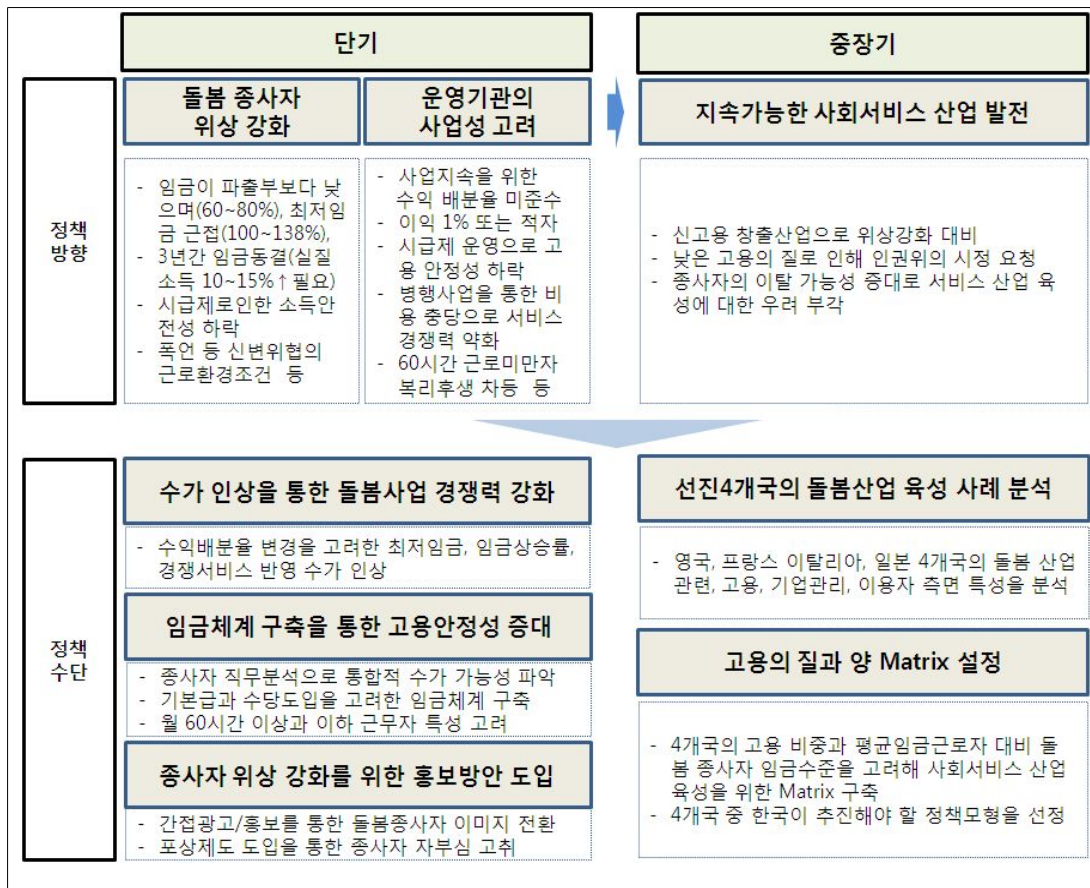 단기
중장기
정책
방향
돌봄 종사자
위상 강화
운영기관의
사업성 고려
지속가능한 사회서비스 산업 발전
- 임금이 파출부보다 낮
으며(60~80%), 최저임
금 근접(100~138%),
- 3년간 임금동결(실질
소득 10~15%↑필요)
- 시급제로인한 소득안
전성 하락
- 폭언 등 신변위협의
근로환경조건 등
- 사업지속을 위한
수익 배분율 미준수
- 이익 1% 또는 적자
- 시급제 운영으로 고
용 안정성 하락
- 병행사업을 통한 비
용 충당으로 서비스
경쟁력 약화
- 60시간 근로미만자
복리후생 차등 등
- 신고용 창출산업으로 위상강화 대비
- 낮은 고용의 질로 인해 인권위의 시정 요청
- 종사자의 이탈 가능성 증대로 서비스 산업 육
성에 대한 우려 부각
정책
수단
수가 인상을 통한 돌봄사업 경쟁력 강화
- 수익배분율 변경을 고려한 최저임금, 임금상승률,
경쟁서비스 반영 수가 인상
임금체계 구축을 통한 고용안정성 증대
- 종사자 직무분석으로 통합적 수가 가능성 파악
- 기본급과 수당도입을 고려한 임금체계 구축
- 월 60시간 이상과 이하 근무자 특성 고려
종사자 위상 강화를 위한 홍보방안 도입
- 간접광고/홍보를 통한 돌봄종사자 이미지 전환
- 포상제도 도입을 통한 종사자 자부심 고취
선진4개국의 돌봄산업 육성 사례 분석
- 영국, 프랑스 이탈리아, 일본 4개국의 돌봄 산업
관련, 고용, 기업관리, 이용자 측면 특성을 분석
고용의 질과 양 Matrix 설정
- 4개국의 고용 비중과 평균임금근로자 대비 돌
봄 종사자 임금수준을 고려해 사회서비스 산업
육성을 위한 Matrix 구축
- 4개국 중 한국이 추진해야 할 정책모형을 선정